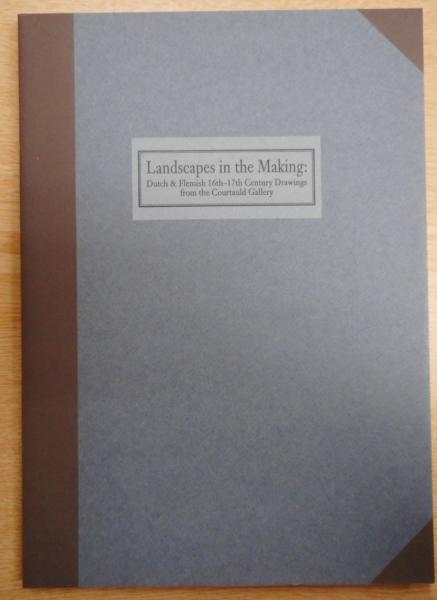 Landscapes in the Making:
Dutch & Flemish 16th–17th Century Drawings
from the Courtauld Gallery